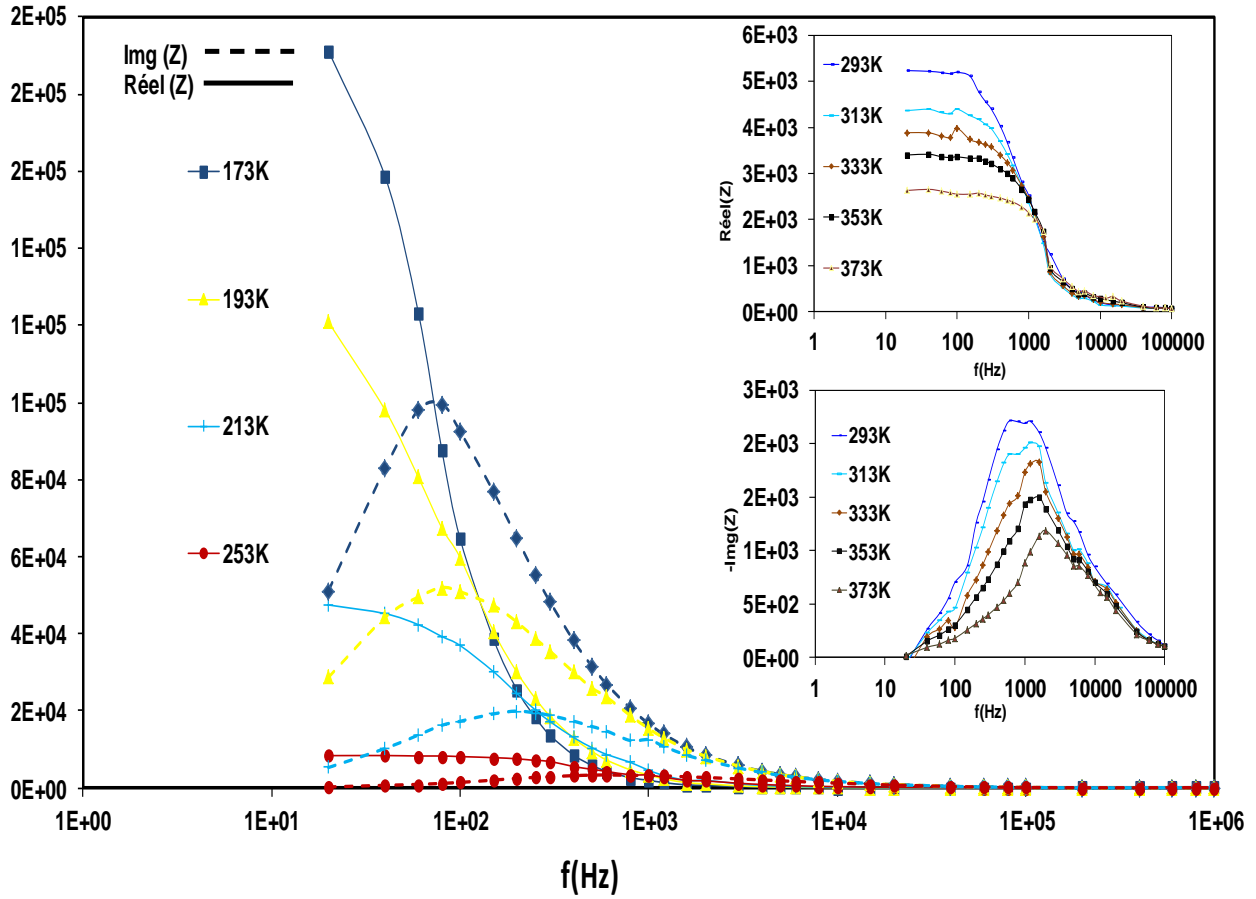 2E+05
2E+05
2E+05
1E+05
1E+05
1E+05
8E+04
6E+04
4E+04
2E+04
0E+00
1E+00
1E+01
1E+02
1E+03
1E+04
1E+05
1E+06
f(Hz)
Img (Z)
Réel (Z)
173K
193K
213K
253K
6E+03
5E+03
4E+03
3E+03
2E+03
1E+03
0E+00
Réel(Z)
293K
313K
333K
353K
373K
1
10
100
1000
10000
100000
f(Hz)
3E+03
2E+03
2E+03
1E+03
5E+02
0E+00
-Img(Z)
293K
313K
333K
353K
373K
1
10
100
1000
10000
100000
f(Hz)